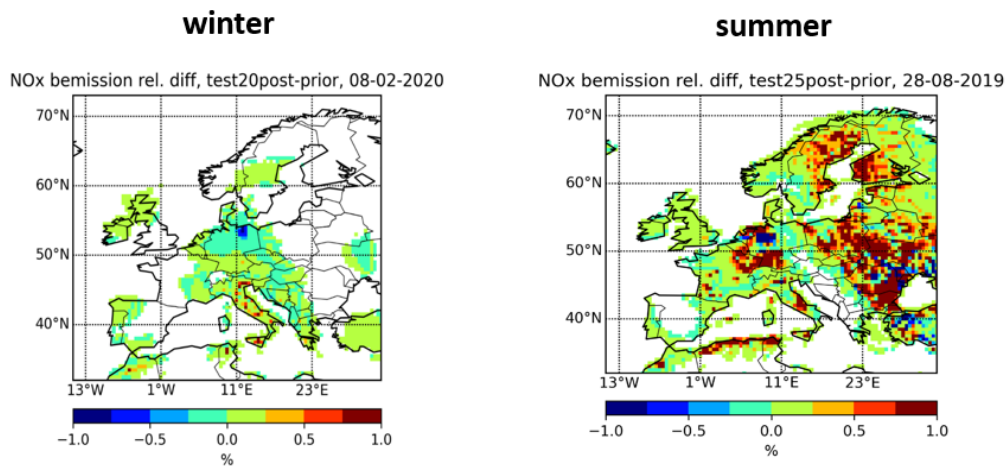 winter
summer
NOx bemission rel. diff, test20post-prior, 08-02-2020
70°N
60°N
50°N
40°N
13°W 1°W 11°E 23°E
−1.0 −0.5 0.0 0.5 1.0
%
NOx bemission rel. diff, test25post-prior, 28-08-2019
70°N
60°N
50°N
40°N
13°W 1°W 11°E 23°E
−1.0 −0.5 0.0 0.5 1.0
%